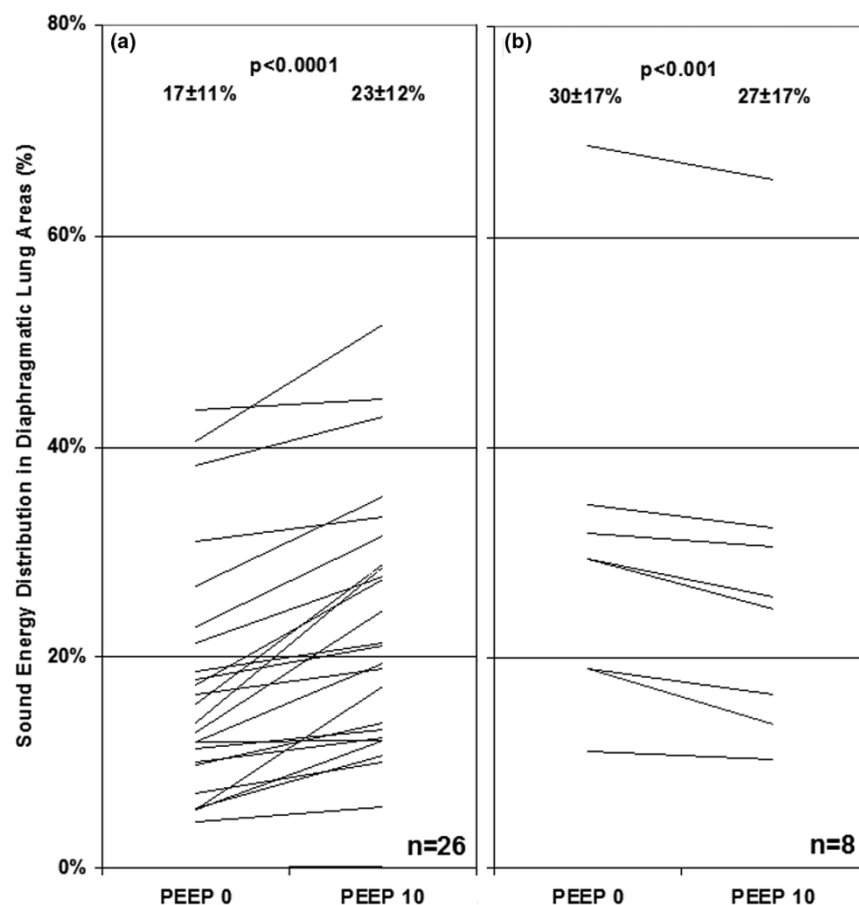 Sound Energy Distribution in Diaphragmatic Lung Areas (%)
80%
60%
40%
20%
0%
(a)
p<0.0001
17±11% 23±12%
n=26
PEEP 0 PEEP 10
(b)
p<0.001
30±17% 27±17%
n=8
PEEP 0 PEEP 10